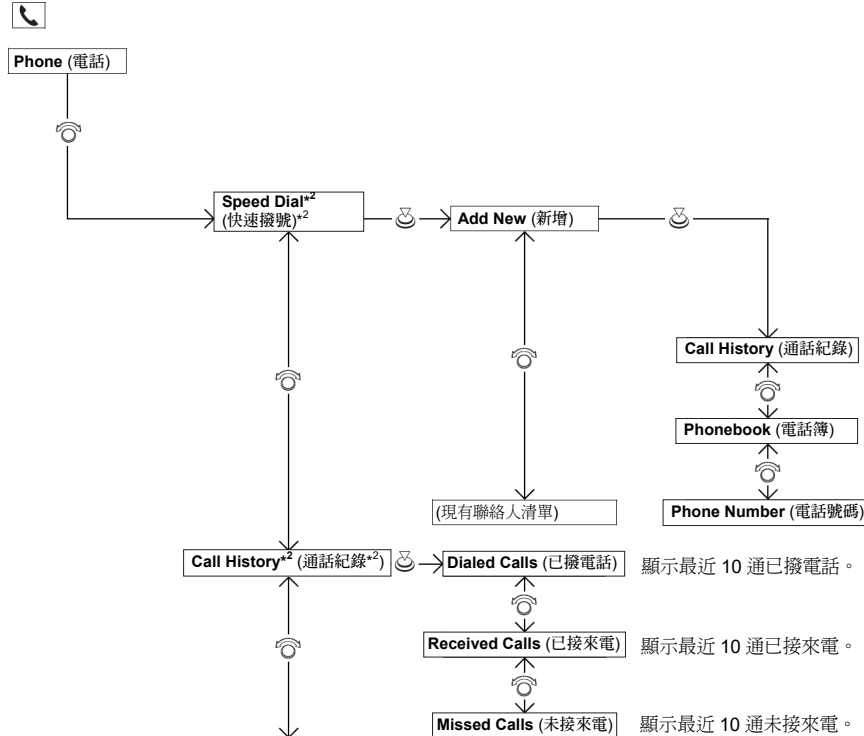 Phone (電話)
Speed Dial*2
(快速撥號)*2
Add New (新增)
Call History (通話紀錄)
Phonebook (電話簿)
Phone Number (電話號碼)
(現有聯絡人清單)
Call History*2 (通話紀錄*2)
Dialed Calls (已撥電話)
顯示最近 10 通已撥電話。
Received Calls (已接來電)
顯示最近 10 通已接來電。
Missed Calls (未接來電)
顯示最近 10 通未接來電。